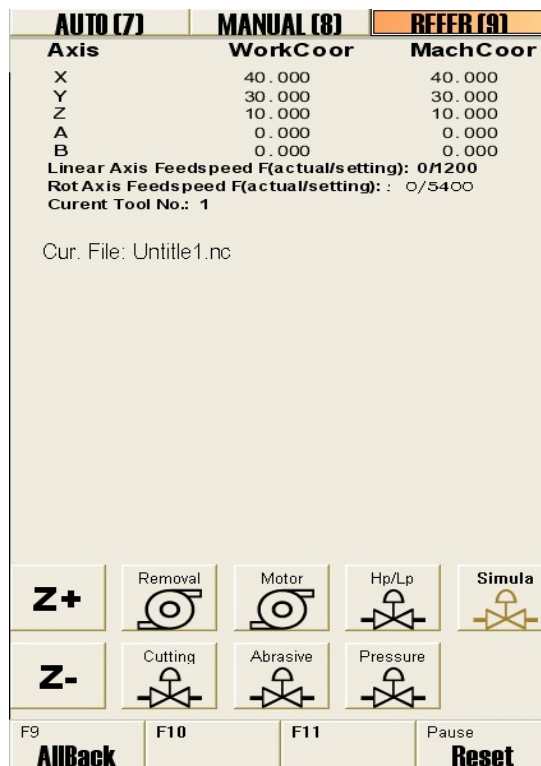 AUTO (7) MANUAL (8) REFER (9)
Axis WorkCoor MachCoor
X 40.000 40.000
Y 30.000 30.000
Z 10.000 10.000
A 0.000 0.000
B 0.000 0.000
Linear Axis Feedspeed F(actual/setting): 0/1200
Rot Axis Feedspeed F(actual/setting): : 0/5400
Curent Tool No.: 1
Cur. File: Untitle1.nc
Z+ Removal Motor Hp/Lp Simula
Z- Cutting Abrasive Pressure
F9 F10 F11 Pause
AllBack Reset